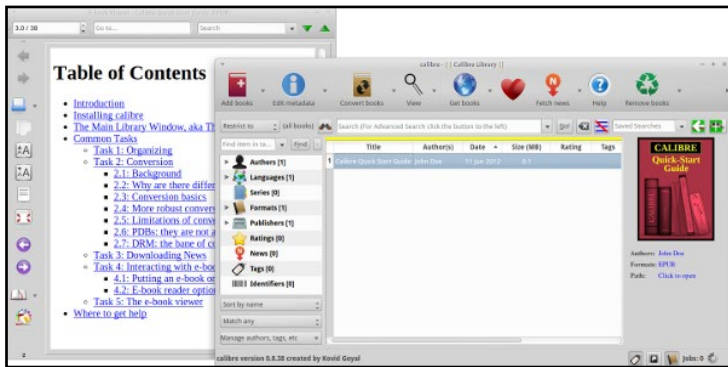 3.0 / 38
Go to...
Search
Table of Contents
Introduction
Installing calibre
The Main Library Window, aka Th
Common Tasks
Task 1: Organizing
Task 2: Conversion
2.1: Background
2.2: Why are there differ
2.3: Conversion basics
2.4: More robust convers
2.5: Limitations of conve
2.6: PDBs: they are not a
2.7: DRM: the bane of c
Task 3: Downloading News
Task 4: Interacting with e-boo
4.1: Putting an e-book on
4.2: E-book reader optio
Task 5: The e-book viewer
Where to get help
calibre - || Calibre Library ||
Add books
Edit metadata
Convert books
View
Get books
Fetch news
Help
Remove books
Restrict to
(all books)
Search (For Advanced Search click the button to the left)
Go!
Saved Searches
Find item in ta...
Find
Title Author(s) Date Size (MB) Rating Tags
1 Calibre Quick Start Guide John Doe 11 Jun 2012 0.1
Authors [1]
Languages [1]
Series [0]
Formats [1]
Publishers [1]
Ratings [0]
News [0]
Tags [0]
Identifiers [0]
Sort by name
Match any
Manage authors, tags, etc
CALIBRE
Quick-Start
Guide
Authors: John Doe
Formats: EPUB
Path: Click to open
calibre version 0.8.38 created by Kovid Goyal
Jobs: 0